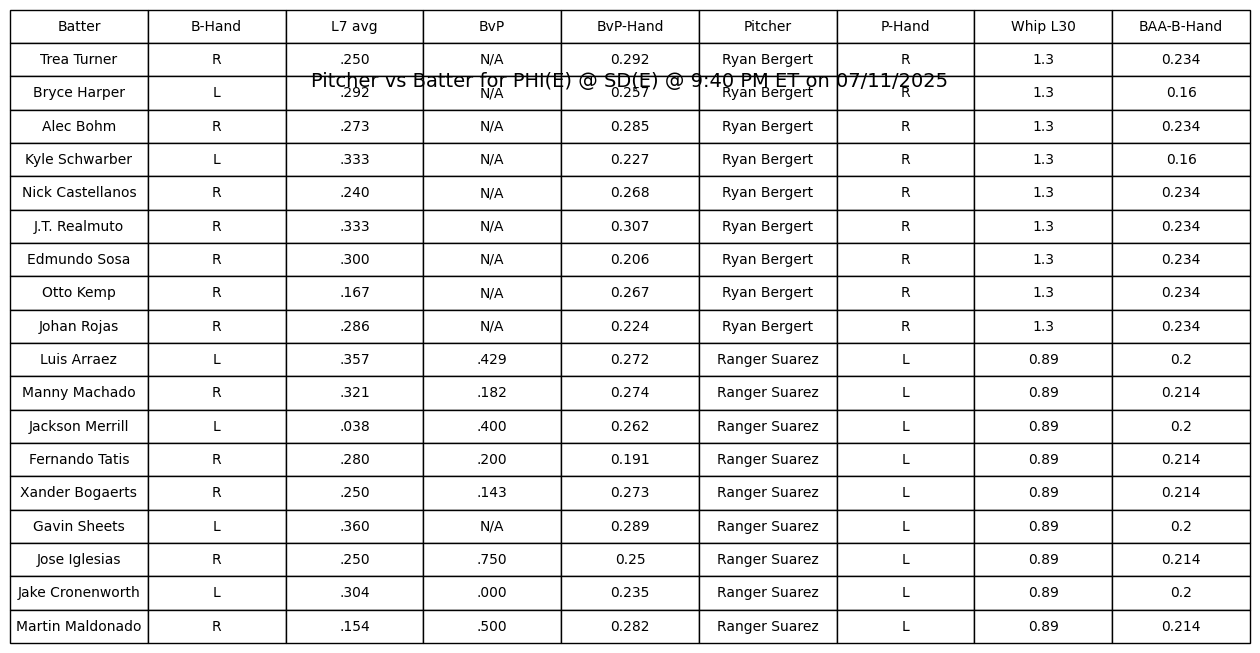 Batter B-Hand L7 avg BvP BvP-Hand Pitcher P-Hand Whip L30 BAA-B-Hand
Trea Turner R .250 N/A 0.292 Ryan Bergert R 1.3 0.234
Pitcher vs Batter for PHI(E) @ SD(E) @ 9:40 PM ET on 07/11/2025
Bryce Harper L .292 N/A 0.257 Ryan Bergert R 1.3 0.16
Alec Bohm R .273 N/A 0.285 Ryan Bergert R 1.3 0.234
Kyle Schwarber L .333 N/A 0.227 Ryan Bergert R 1.3 0.16
Nick Castellanos R .240 N/A 0.268 Ryan Bergert R 1.3 0.234
J.T. Realmuto R .333 N/A 0.307 Ryan Bergert R 1.3 0.234
Edmundo Sosa R .300 N/A 0.206 Ryan Bergert R 1.3 0.234
Otto Kemp R .167 N/A 0.267 Ryan Bergert R 1.3 0.234
Johan Rojas R .286 N/A 0.224 Ryan Bergert R 1.3 0.234
Luis Arraez L .357 .429 0.272 Ranger Suarez L 0.89 0.2
Manny Machado R .321 .182 0.274 Ranger Suarez L 0.89 0.214
Jackson Merrill L .038 .400 0.262 Ranger Suarez L 0.89 0.2
Fernando Tatis R .280 .200 0.191 Ranger Suarez L 0.89 0.214
Xander Bogaerts R .250 .143 0.273 Ranger Suarez L 0.89 0.214
Gavin Sheets L .360 N/A 0.289 Ranger Suarez L 0.89 0.2
Jose Iglesias R .250 .750 0.25 Ranger Suarez L 0.89 0.214
Jake Cronenworth L .304 .000 0.235 Ranger Suarez L 0.89 0.2
Martin Maldonado R .154 .500 0.282 Ranger Suarez L 0.89 0.214